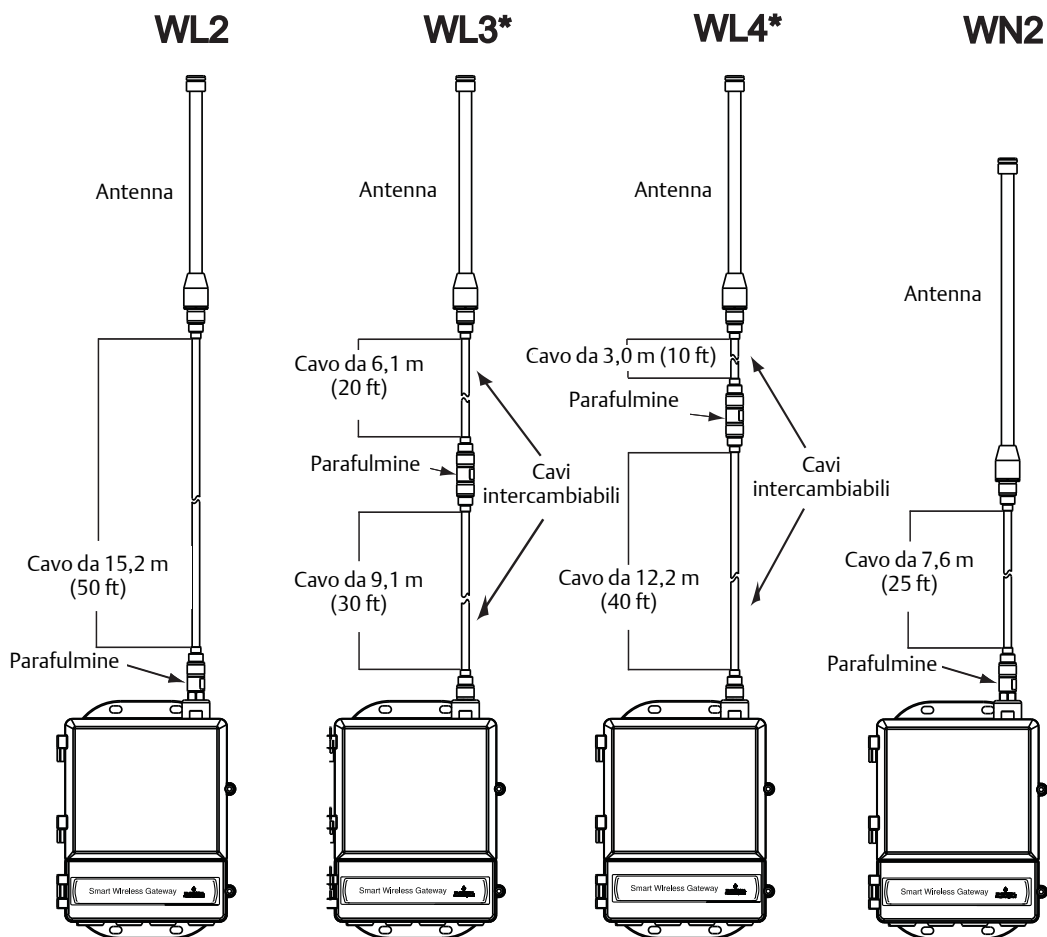 WL2
WL3*
WL4*
WN2
Antenna
Antenna
Antenna
Antenna
Cavo da 6,1 m
(20 ft)
Cavo da 3,0 m (10 ft)
Parafulmine
Parafulmine
Cavi
intercambiabili
Cavi
intercambiabili
Cavo da 15,2 m
(50 ft)
Cavo da 9,1 m
(30 ft)
Cavo da 12,2 m
(40 ft)
Cavo da 7,6 m
(25 ft)
Parafulmine
Parafulmine
Smart Wireless Gateway
Smart Wireless Gateway
Smart Wireless Gateway
Smart Wireless Gateway